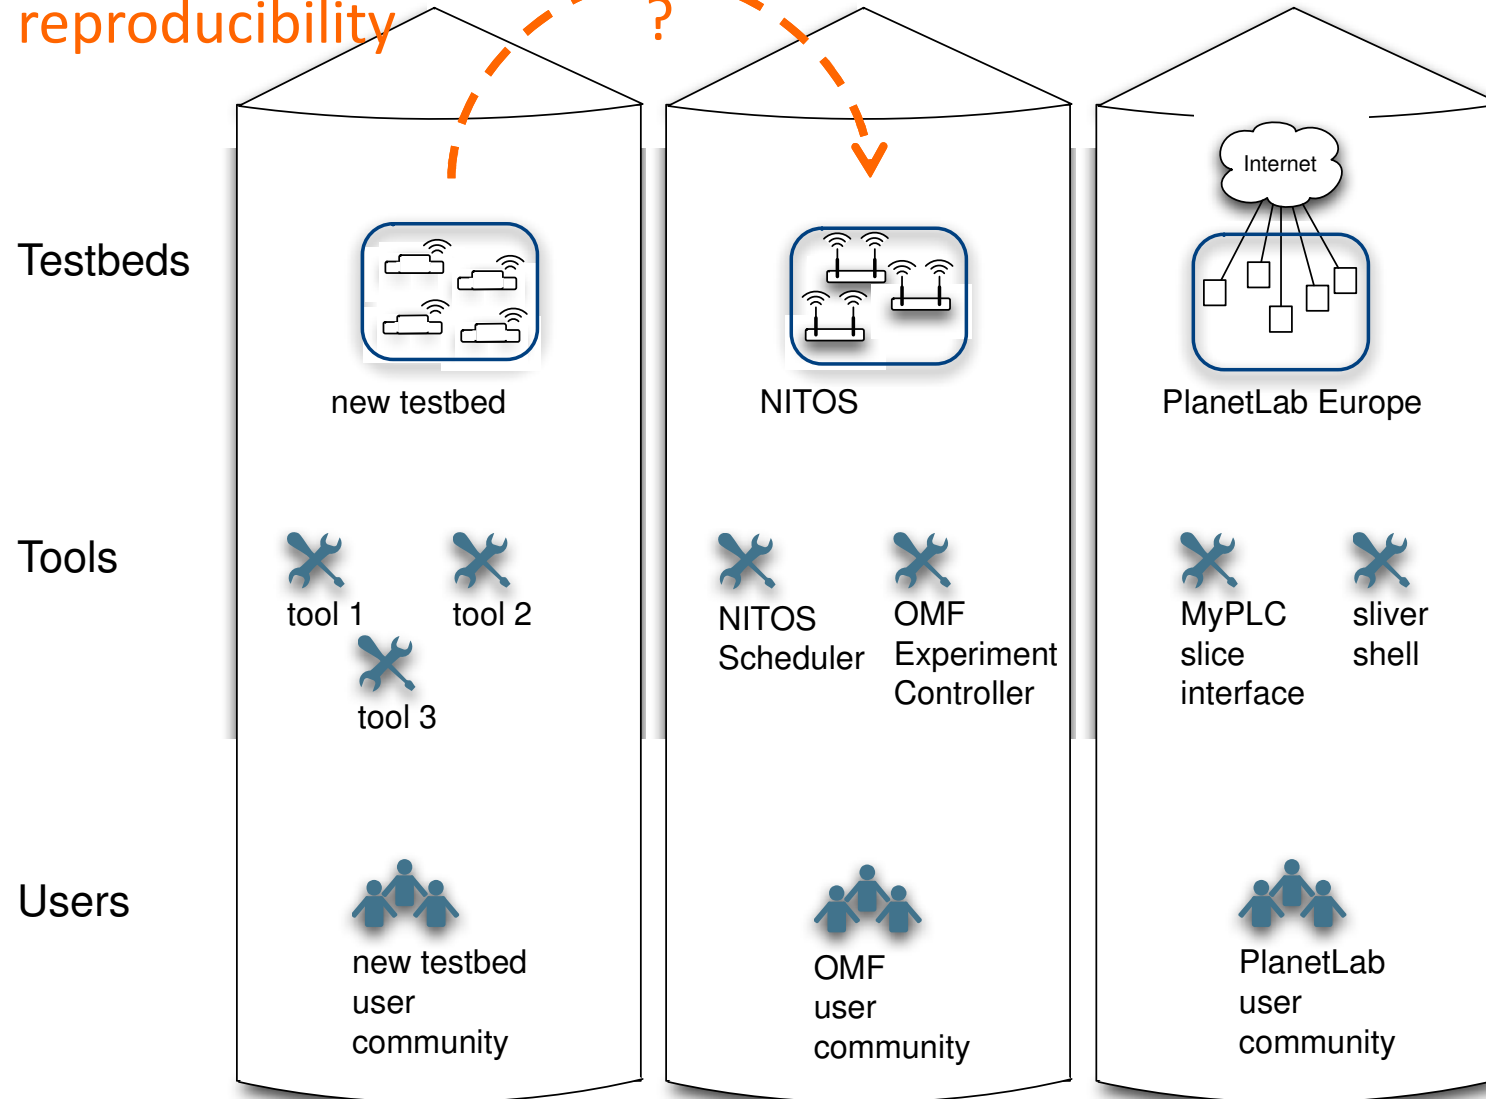 reproducibility
?
Internet
Testbeds
new testbed
NITOS
PlanetLab Europe
Tools
tool 1
tool 2
tool 3
NITOS
Scheduler
OMF
Experiment
Controller
MyPLC
slice
interface
sliver
shell
Users
new testbed
user
community
OMF
user
community
PlanetLab
user
community